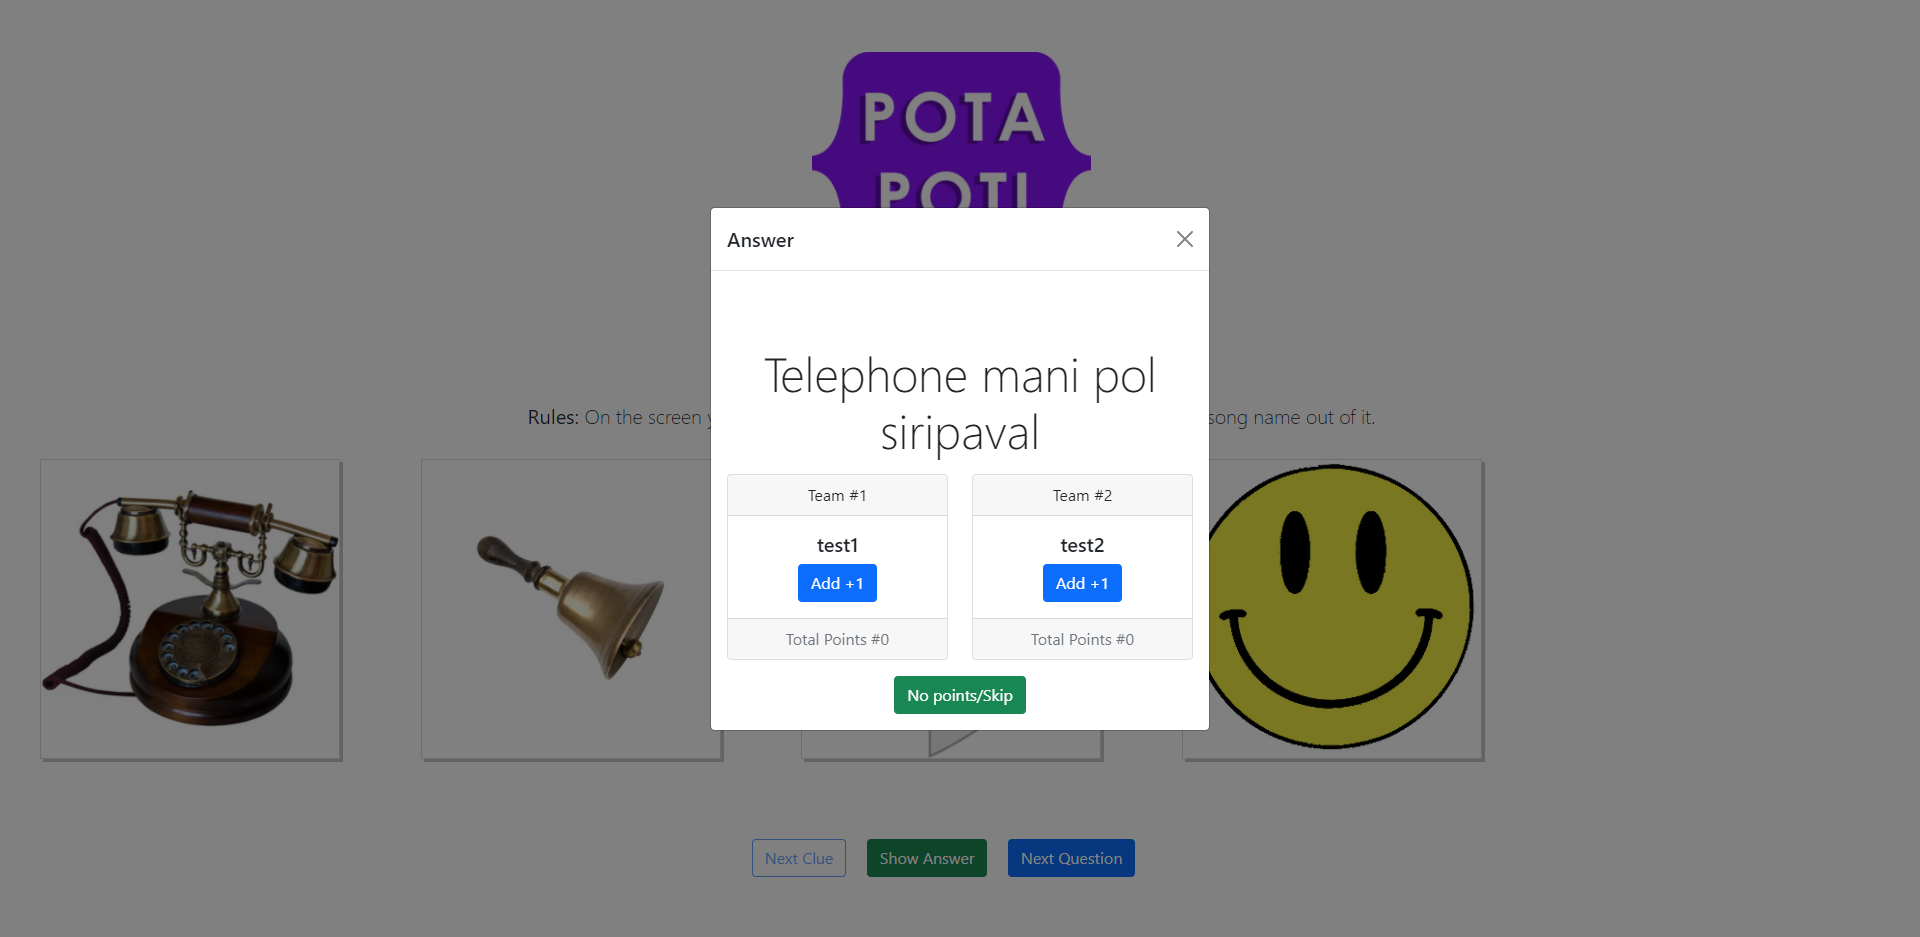 POTA
POTI
Answer
Telephone mani pol
siripaval
Rules: On the screen
song name out of it.
Team #1
Team #2
test1
test2
Add +1
Add +1
Total Points #0
Total Points #0
No points/Skip
Next Clue
Show Answer
Next Question